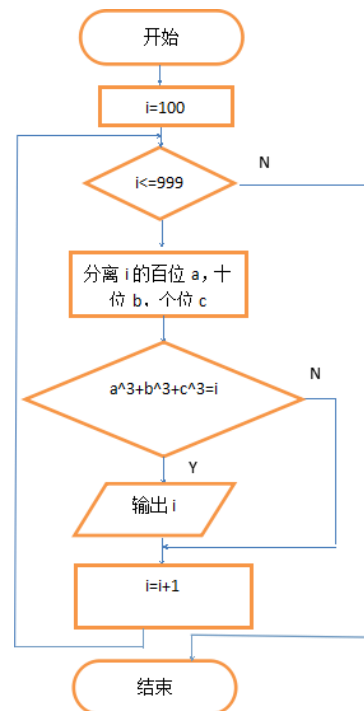 开始
i=100
i<=999
N
分离 i 的百位 a，十
位 b．个位 c
a^3+b^3+c^3=i
N
Y
输出 i
i=i+1
结束